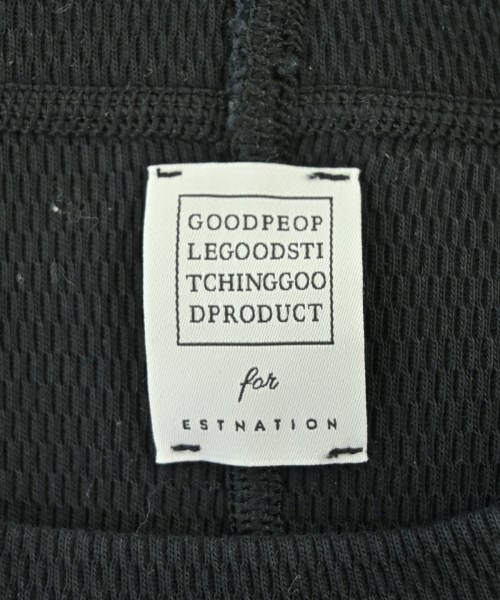 GOODPEOP
LEGOODSTI
TCHINGGOO
DPRODUCT
for
ESTNATION